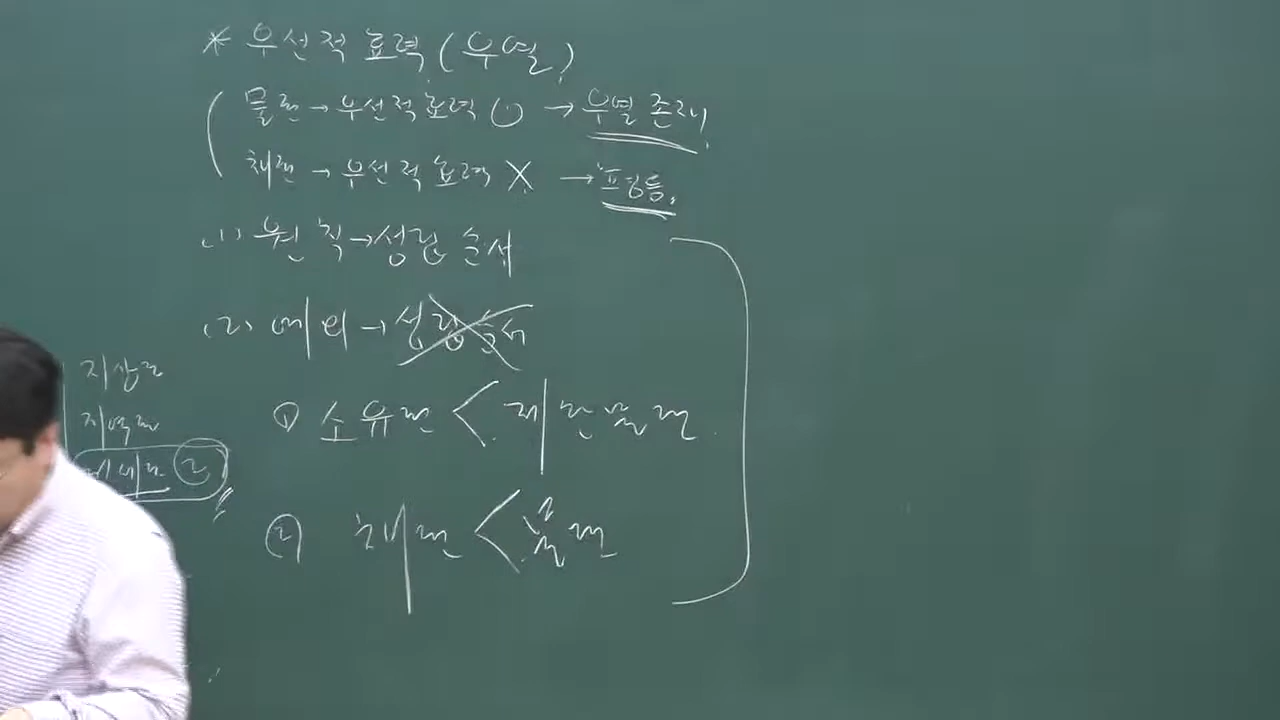 * 우선적 효력 (우열)
물권 → 우선적 효력 O → 우열 존재
채권 → 우선적 효력 X → 평등.
(1) 원칙 → 성립 순서
(2) 예외 → 성립 순서
① 소유권 < 제한물권
② 채권 < 물권
지상권
지역권
②